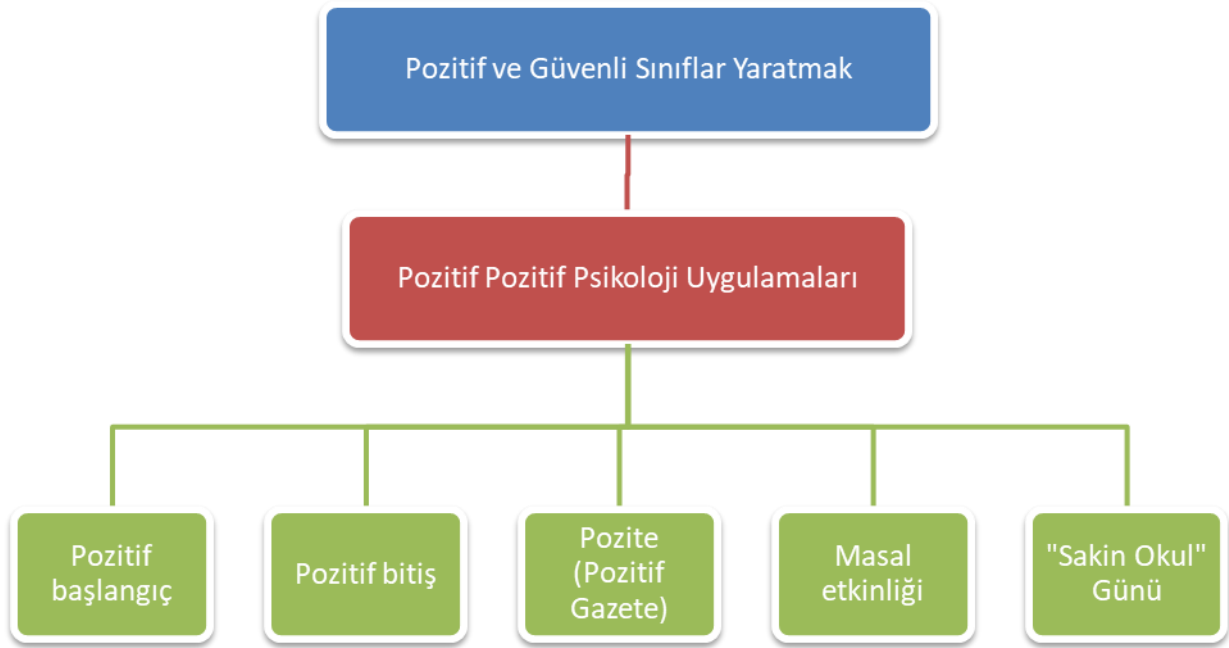 Pozitif ve Güvenli Sınıflar Yaratmak
Pozitif Pozitif Psikoloji Uygulamaları
Pozitif
başlangıç
Pozitif bitiş
Pozite
(Pozitif
Gazete)
Masal
etkinliği
"Sakin Okul"
Günü